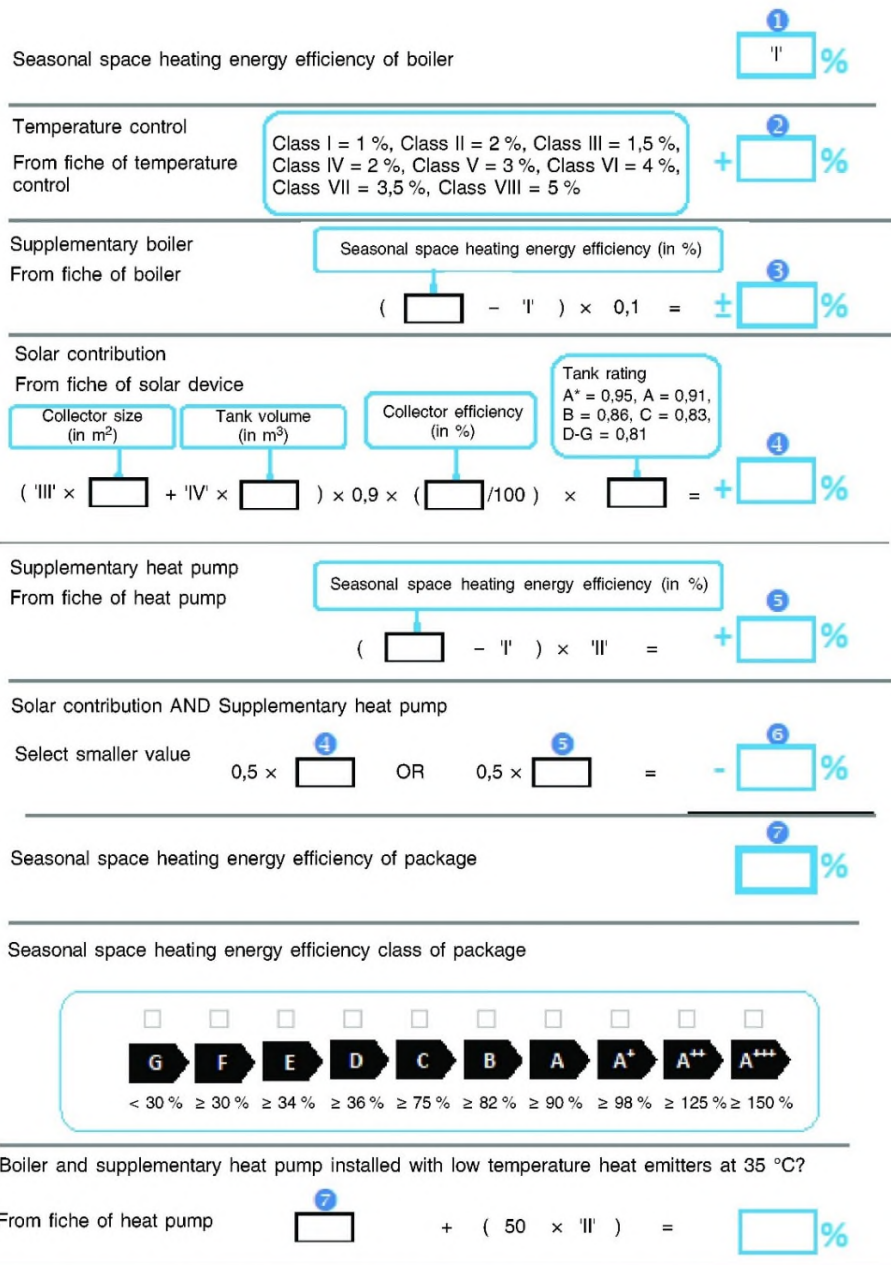 1
Seasonal space heating energy efficiency of boiler 'I' %
Temperature control
From fiche of temperature control
Class I = 1 %, Class II = 2 %, Class III = 1,5 %,
Class IV = 2 %, Class V = 3 %, Class VI = 4 %,
Class VII = 3,5 %, Class VIII = 5 %
2
+ %
Supplementary boiler
From fiche of boiler
Seasonal space heating energy efficiency (in %)
3
( - 'I' ) × 0,1 = ± %
Solar contribution
From fiche of solar device
Collector size
(in m²)
Tank volume
(in m³)
Collector efficiency
(in %)
Tank rating
A* = 0,95, A = 0,91,
B = 0,86, C = 0,83,
D-G = 0,81
4
( 'III' × + 'IV' × ) × 0,9 × ( /100 ) × = + %
Supplementary heat pump
From fiche of heat pump
Seasonal space heating energy efficiency (in %)
5
( - 'I' ) × 'II' = + %
Solar contribution AND Supplementary heat pump
4 5 6
Select smaller value 0,5 × OR 0,5 × = - %
7
Seasonal space heating energy efficiency of package %
Seasonal space heating energy efficiency class of package
G F E D C B A A⁺ A⁺⁺ A⁺⁺⁺
< 30 % ≥ 30 % ≥ 34 % ≥ 36 % ≥ 75 % ≥ 82 % ≥ 90 % ≥ 98 % ≥ 125 % ≥ 150 %
Boiler and supplementary heat pump installed with low temperature heat emitters at 35 °C?
7
From fiche of heat pump + ( 50 × 'II' ) = %